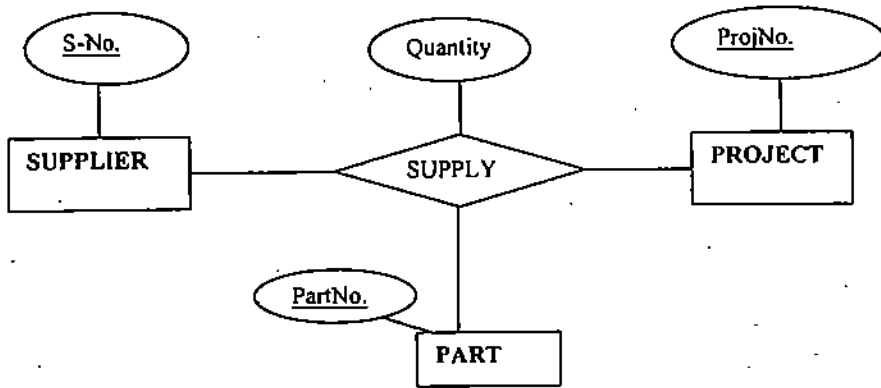 S-No.
Quantity
ProjNo.
SUPPLIER
SUPPLY
PROJECT
PartNo.
PART